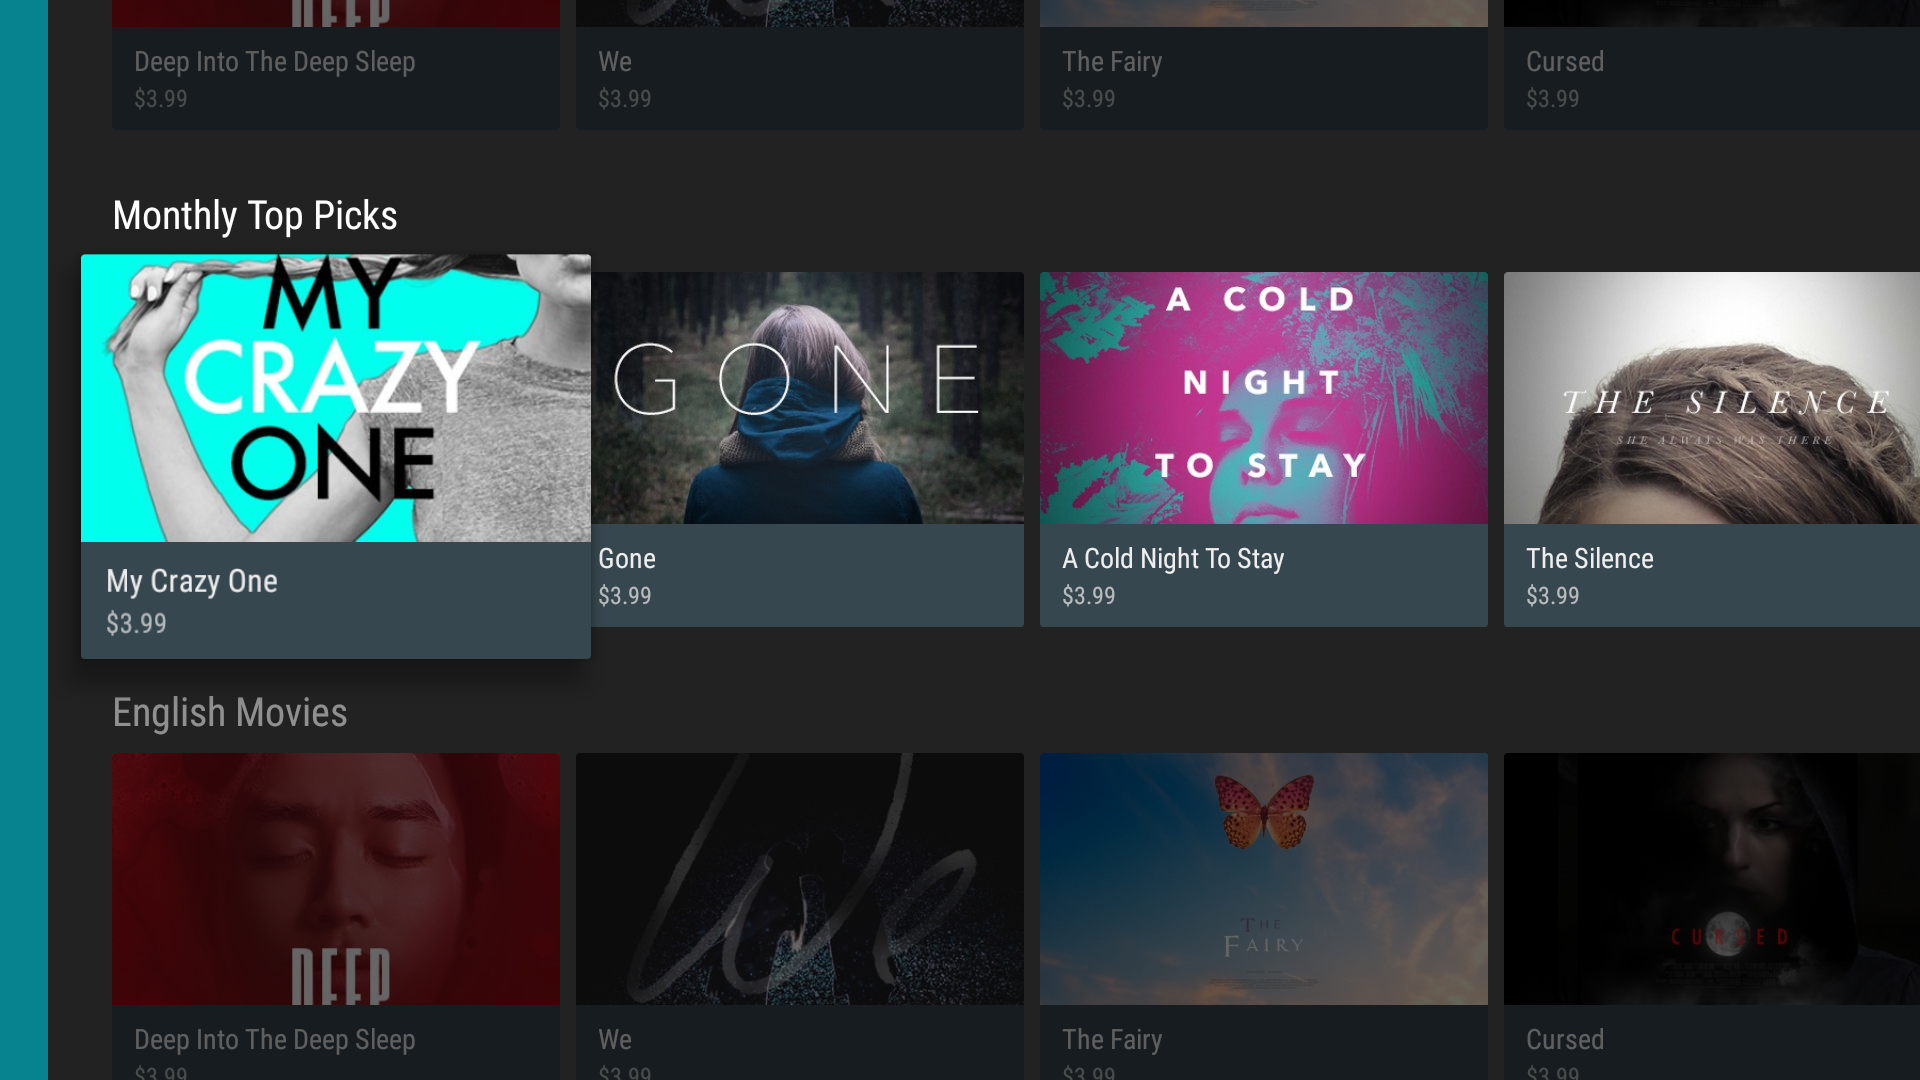 DEEP
Deep Into The Deep Sleep
$3.99
We
$3.99
The Fairy
$3.99
Cursed
$3.99
Monthly Top Picks
MY
CRAZY
ONE
My Crazy One
$3.99
GONE
Gone
$3.99
A COLD
NIGHT
TO STAY
A Cold Night To Stay
$3.99
THE SILENCE
SHE ALWAYS WAS THERE
The Silence
$3.99
English Movies
DEEP
Deep Into The Deep Sleep
$3.99
We
We
$3.99
THE
FAIRY
The Fairy
$3.99
CURSED
Cursed
$3.99